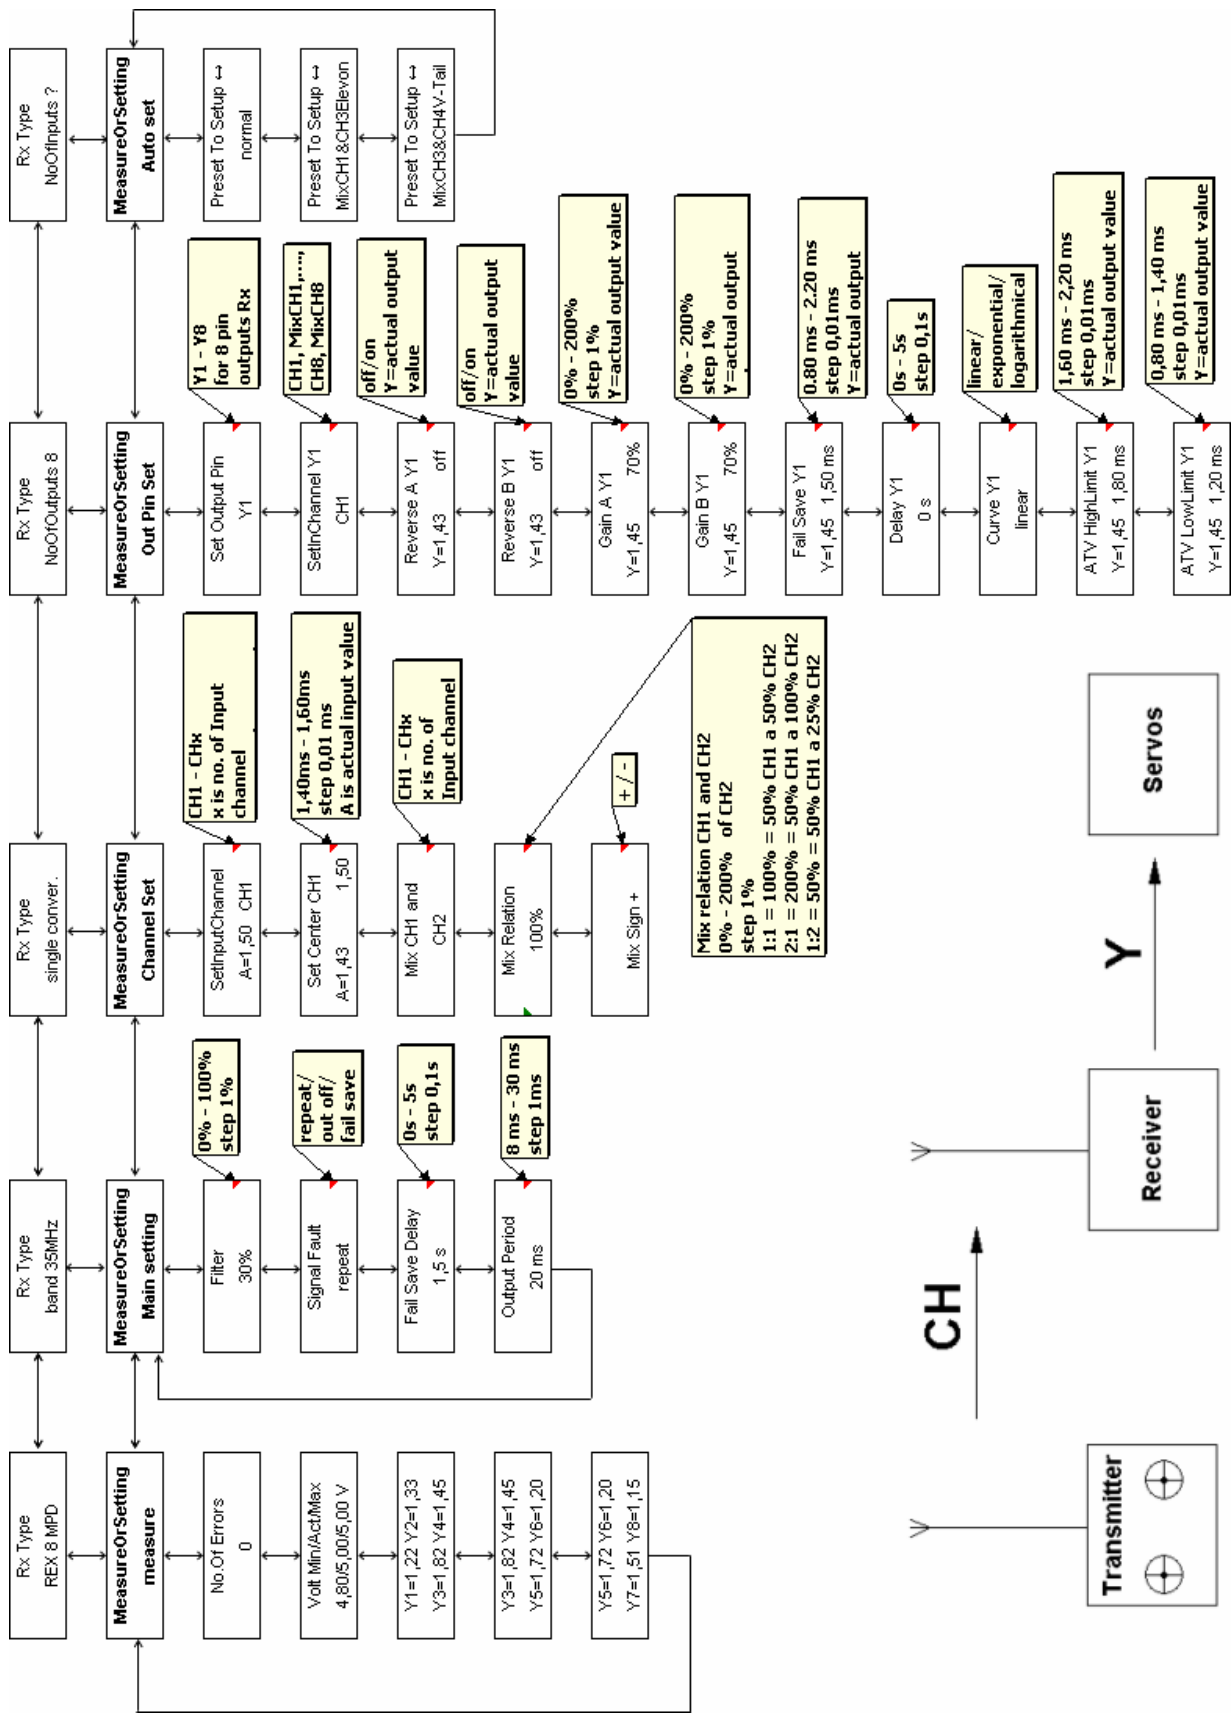 Rx Type
REX 8 MPD
MeasureOrSetting
measure
No.Of Errors
0
Volt Min/Act/Max
4,80/5,00/5,00 V
Y1=1,22 Y2=1,33
Y3=1,82 Y4=1,45
Y3=1,82 Y4=1,45
Y5=1,72 Y6=1,20
Y5=1,72 Y6=1,20
Y7=1,51 Y8=1,15
Rx Type
band 35MHz
MeasureOrSetting
Main setting
Filter
30%
0% - 100%
step 1%
Signal Fault
repeat
repeat/
out off/
fail save
Fail Save Delay
1,5 s
0s - 5s
step 0,1s
Output Period
20 ms
8 ms - 30 ms
step 1ms
Rx Type
single conver.
MeasureOrSetting
Channel Set
SetInputChannel
A=1,50 CH1
CH1 - CHx
x is no. of Input
channel
Set Center CH1
A=1,43 1,50
1,40ms - 1,60ms
step 0,01 ms
A is actual input value
Mix CH1 and
CH2
CH1 - CHx
x is no. of
Input channel
Mix Relation
100%
Mix relation CH1 and CH2
0% - 200% of CH2
step 1%
1:1 = 100% = 50% CH1 a 50% CH2
2:1 = 200% = 50% CH1 a 100% CH2
1:2 = 50% = 50% CH1 a 25% CH2
Mix Sign +
+ / -
Rx Type
NoOfOutputs 8
MeasureOrSetting
Out Pin Set
Set Output Pin
Y1
Y1 - Y8
for 8 pin
outputs Rx
SetInChannel Y1
CH1
CH1, MixCH1,....,
CH8, MixCH8
Reverse A Y1
Y=1,43 off
off/on
Y=actual output
value
Reverse B Y1
Y=1,43 off
off/on
Y=actual output
value
Gain A Y1
Y=1,45 70%
0% - 200%
step 1%
Y=actual output value
Gain B Y1
Y=1,45 70%
0% - 200%
step 1%
Y=actual output value
Fail Save Y1
Y=1,45 1,50 ms
0.80 ms - 2.20 ms
step 0,01ms
Y=actual output value
Delay Y1
0 s
0s - 5s
step 0,1s
Curve Y1
linear
linear/
exponential/
logarithmical
ATV HighLimit Y1
Y=1,45 1,80 ms
1,60 ms - 2,20 ms
step 0,01ms
Y=actual output value
ATV LowLimit Y1
Y=1,45 1,20 ms
0,80 ms - 1,40 ms
step 0,01ms
Y=actual output value
Rx Type
NoOfInputs ?
MeasureOrSetting
Auto set
Preset To Setup ↔
normal
Preset To Setup ↔
MixCH1&CH3Elevon
Preset To Setup ↔
MixCH3&CH4V-Tail
Transmitter
CH
Receiver
Y
Servos